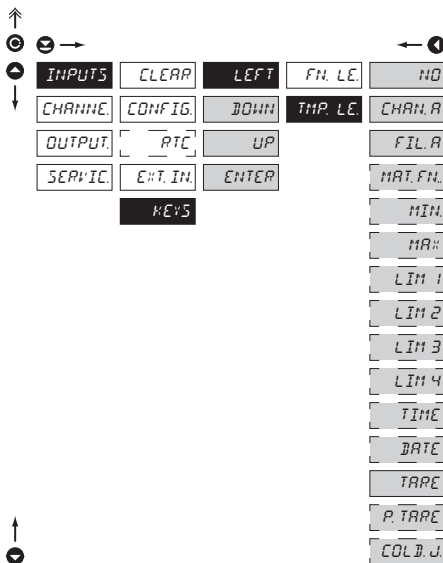 INPUTS CLEAR LEFT FN. LE. NO
CHANNE. CONFIG. DOWN TMP. LE. CHAN. A
OUTPUT. RTC UP FIL. A
SERVIC. EXT. IN. ENTER MAT. FN.
KEYS MIN.
MAX
LIM 1
LIM 2
LIM 3
LIM 4
TIME
DATE
TARE
P. TARE
COLD. J.